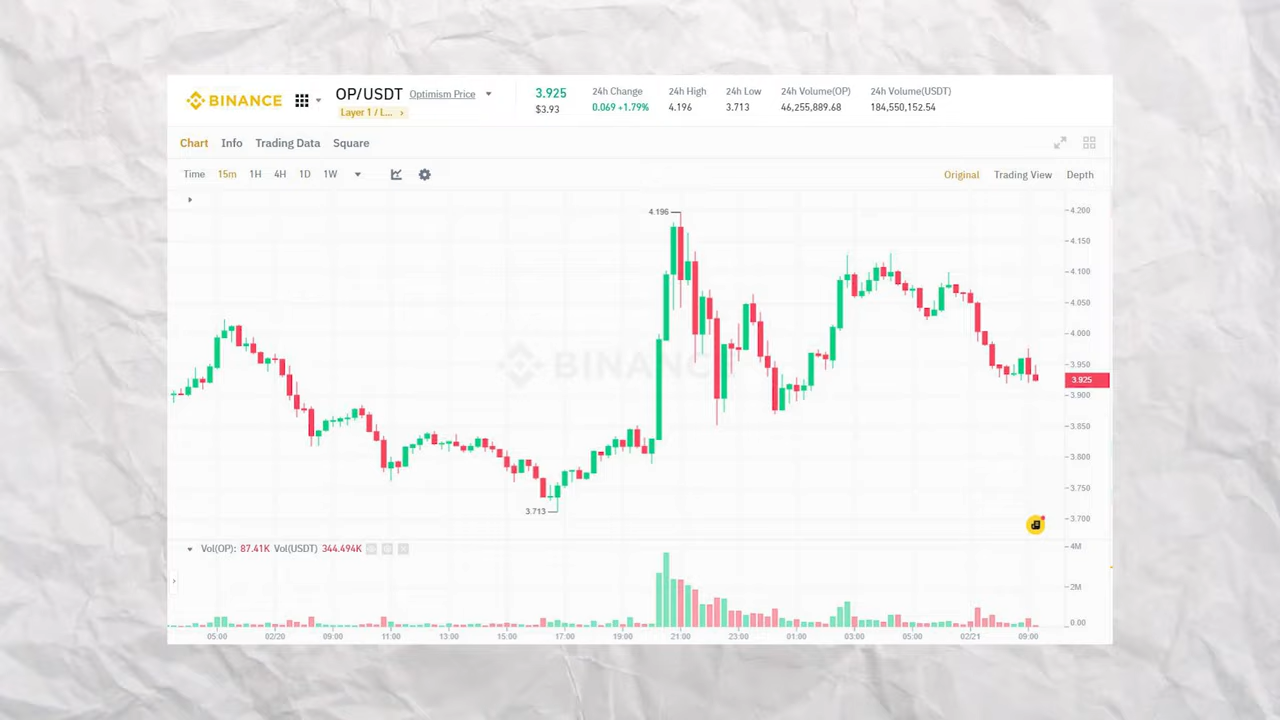 BINANCE
OP/USDT Optimism Price
Layer 1 / L...
3.925
$3.93
24h Change
0.069 +1.79%
24h High
4.196
24h Low
3.713
24h Volume(OP)
46,255,889.68
24h Volume(USDT)
184,550,152.54
Chart Info Trading Data Square
Time 15m 1H 4H 1D 1W
Original Trading View Depth
4.196
4.200
4.150
4.100
4.050
4.000
3.950
3.925
3.900
3.850
3.800
3.750
3.700
BINANC
3.713
Vol(OP): 87.41K Vol(USDT) 344.494K
4M
2M
0.00
05:00 02/20 09:00 11:00 13:00 15:00 17:00 19:00 21:00 23:00 01:00 03:00 05:00 02/21 09:00